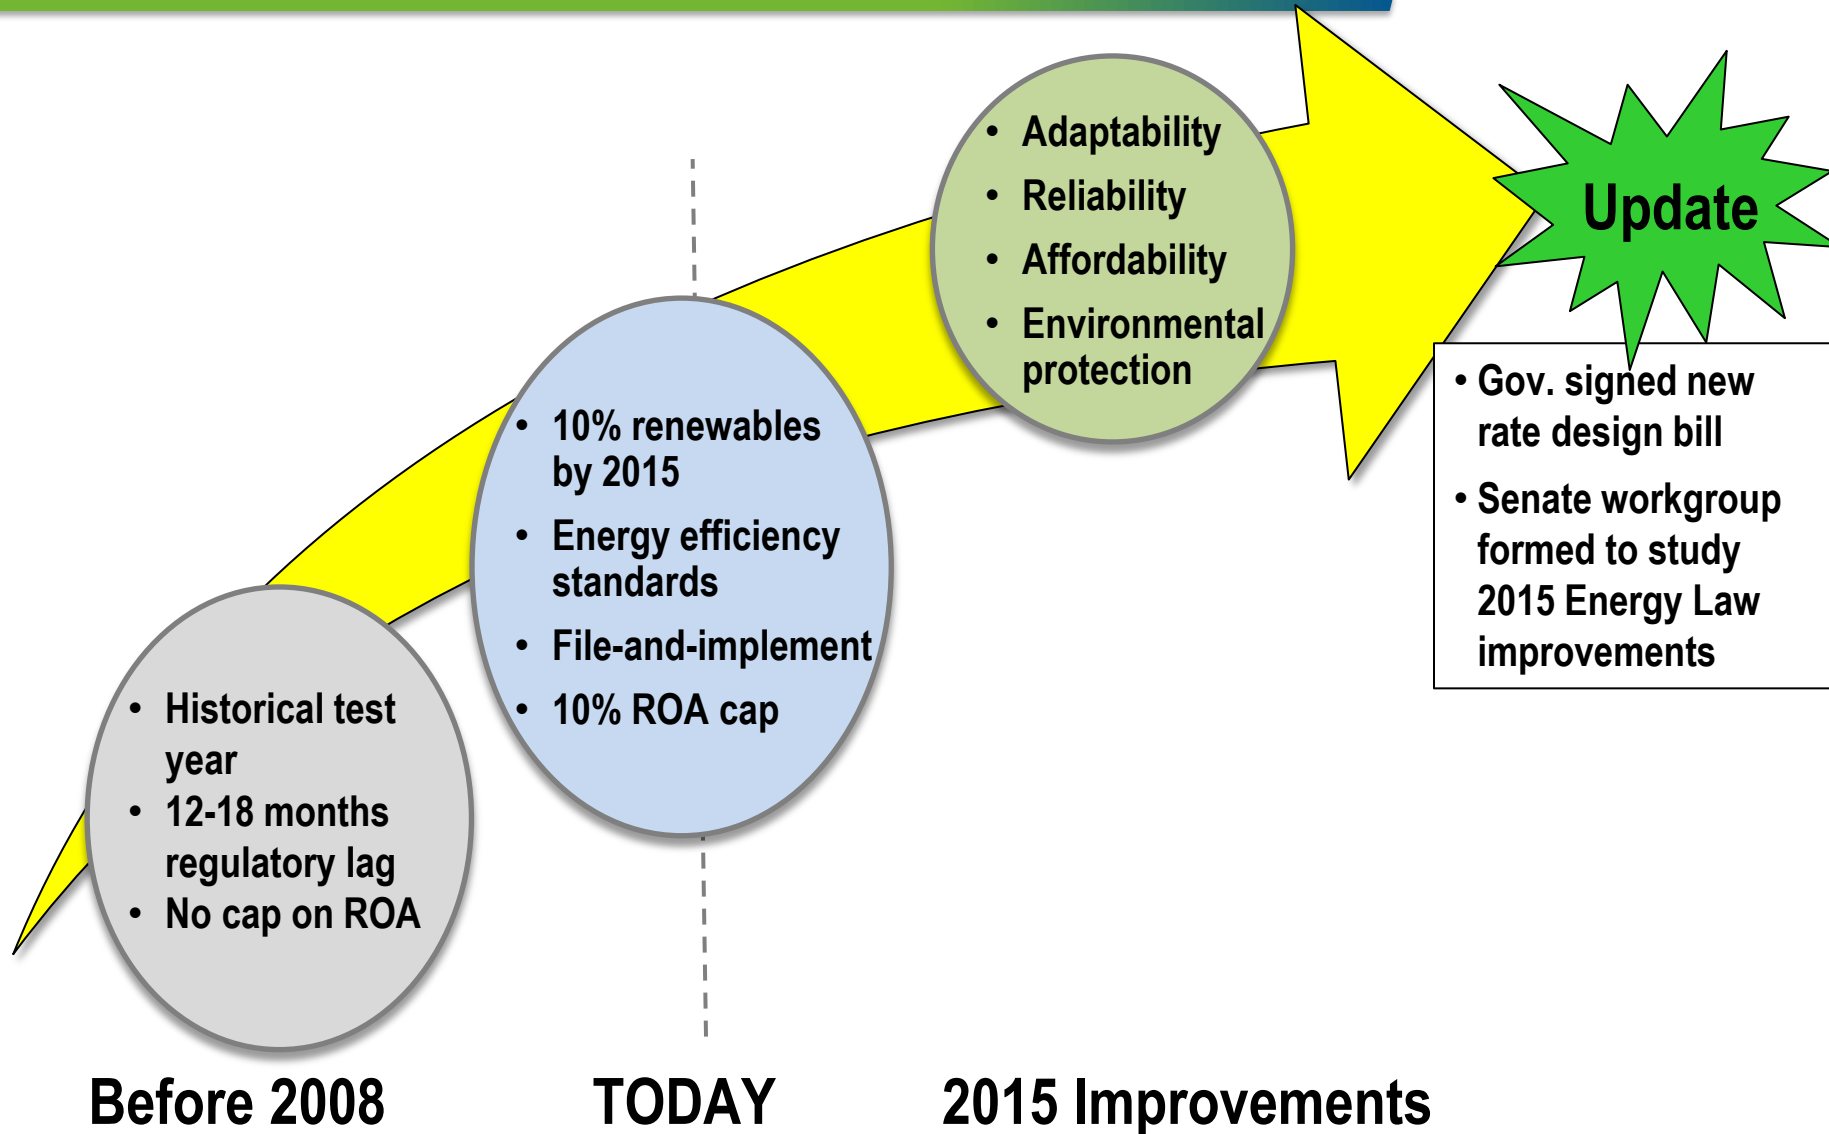 • Historical test
year
• 12-18 months
regulatory lag
• No cap on ROA
• 10% renewables
by 2015
• Energy efficiency
standards
• File-and-implement
• 10% ROA cap
• Adaptability
• Reliability
• Affordability
• Environmental
protection
Update
• Gov. signed new
rate design bill
• Senate workgroup
formed to study
2015 Energy Law
improvements
Before 2008
TODAY
2015 Improvements